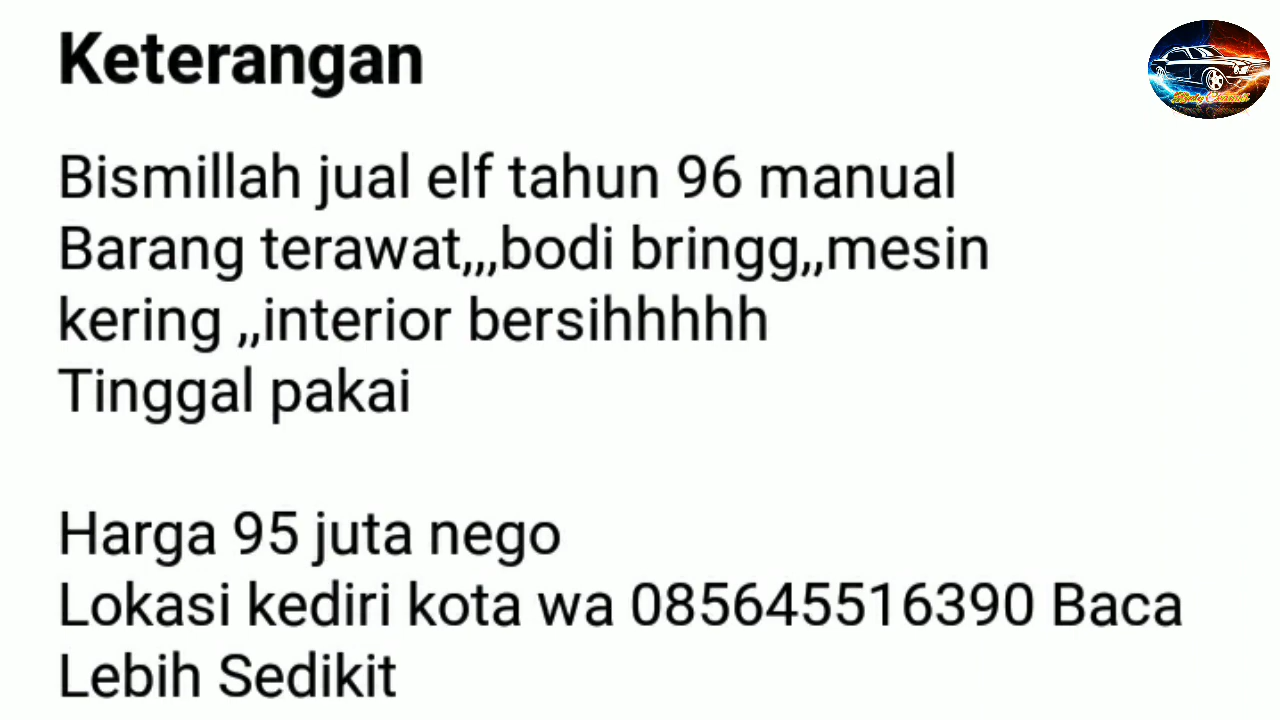 Keterangan
Bismillah jual elf tahun 96 manual
Barang terawat,,,bodi bringg,,mesin
kering ,,interior bersihhhhh
Tinggal pakai
Harga 95 juta nego
Lokasi kediri kota wa 085645516390 Baca
Lebih Sedikit